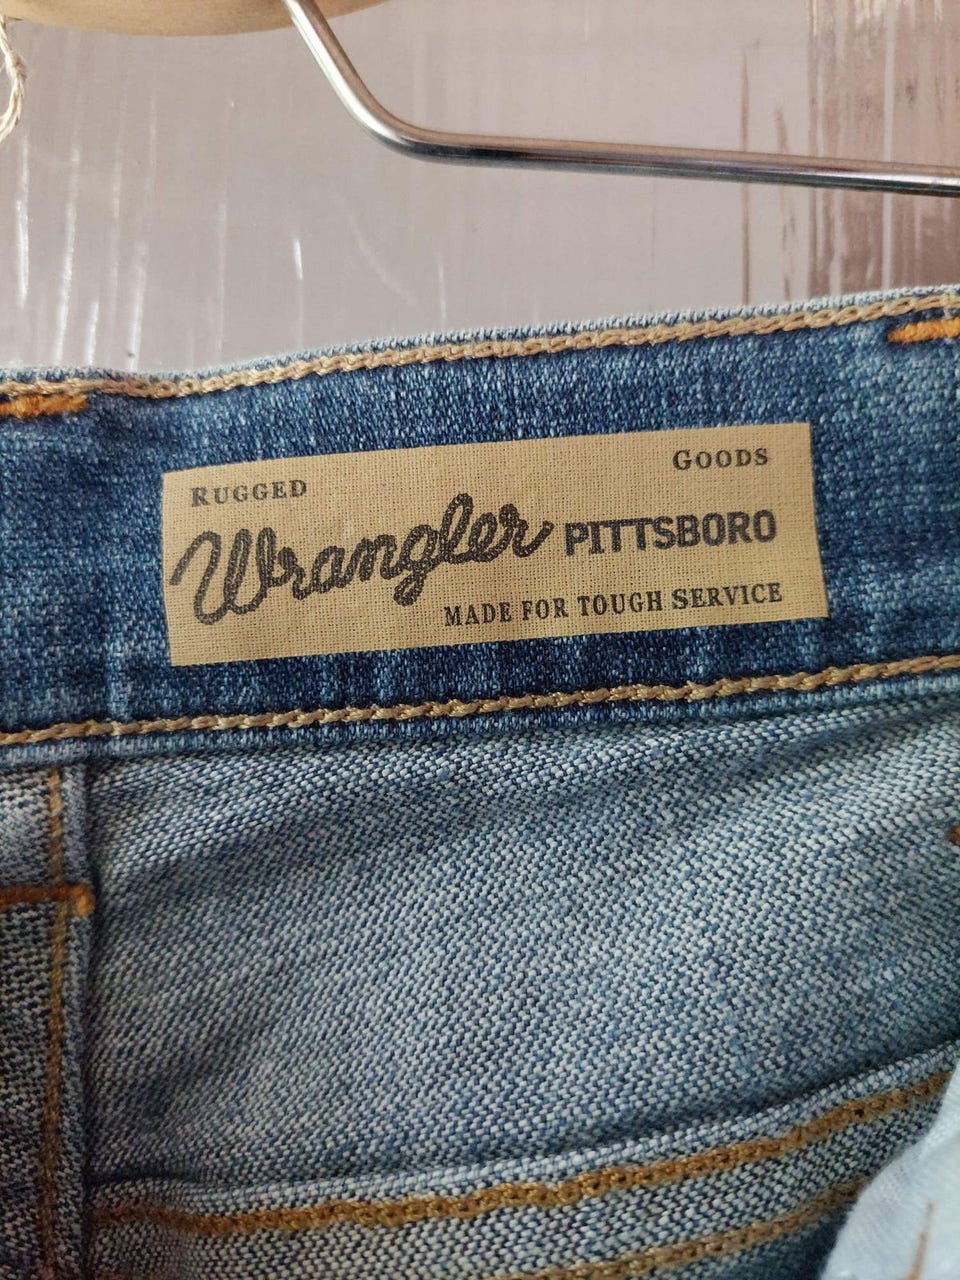 RUGGED GOODS
Wrangler PITTSBORO
MADE FOR TOUGH SERVICE